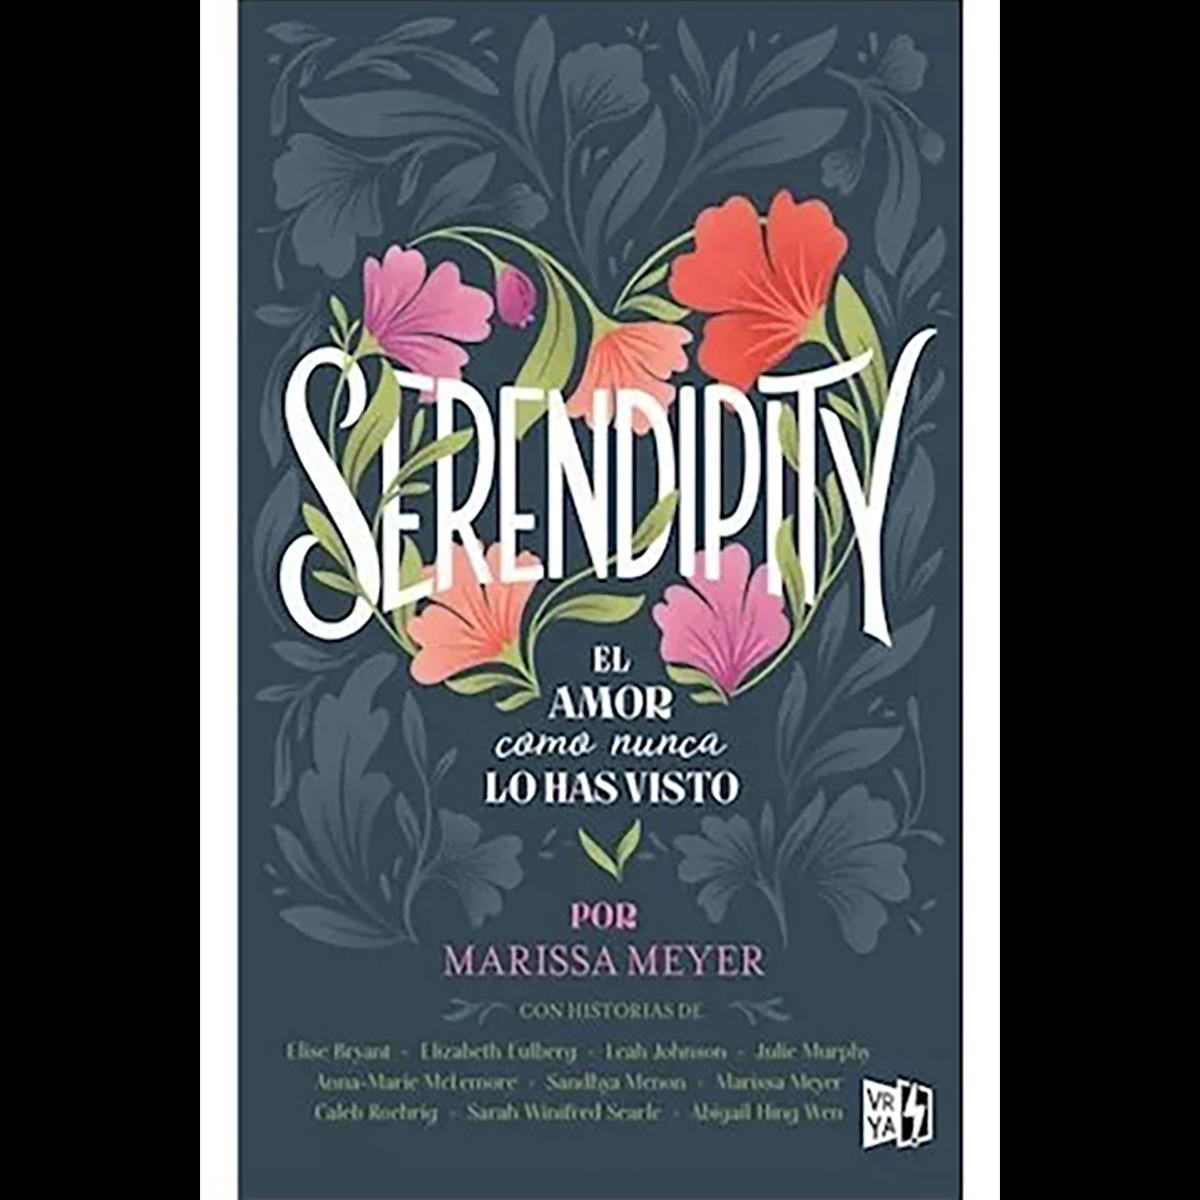 SERENDIPITY
EL
AMOR
como nunca
LO HAS VISTO
POR
MARISSA MEYER
CON HISTORIAS DE
Elise Bryant - Elizabeth Eulberg - Leah Johnson - Julie Murphy
Anna-Marie McLemore - Sandhya Menon - Marissa Meyer
Caleb Roehrig - Sarah Winifred Searle - Abigail Hing Wen
VR
YA